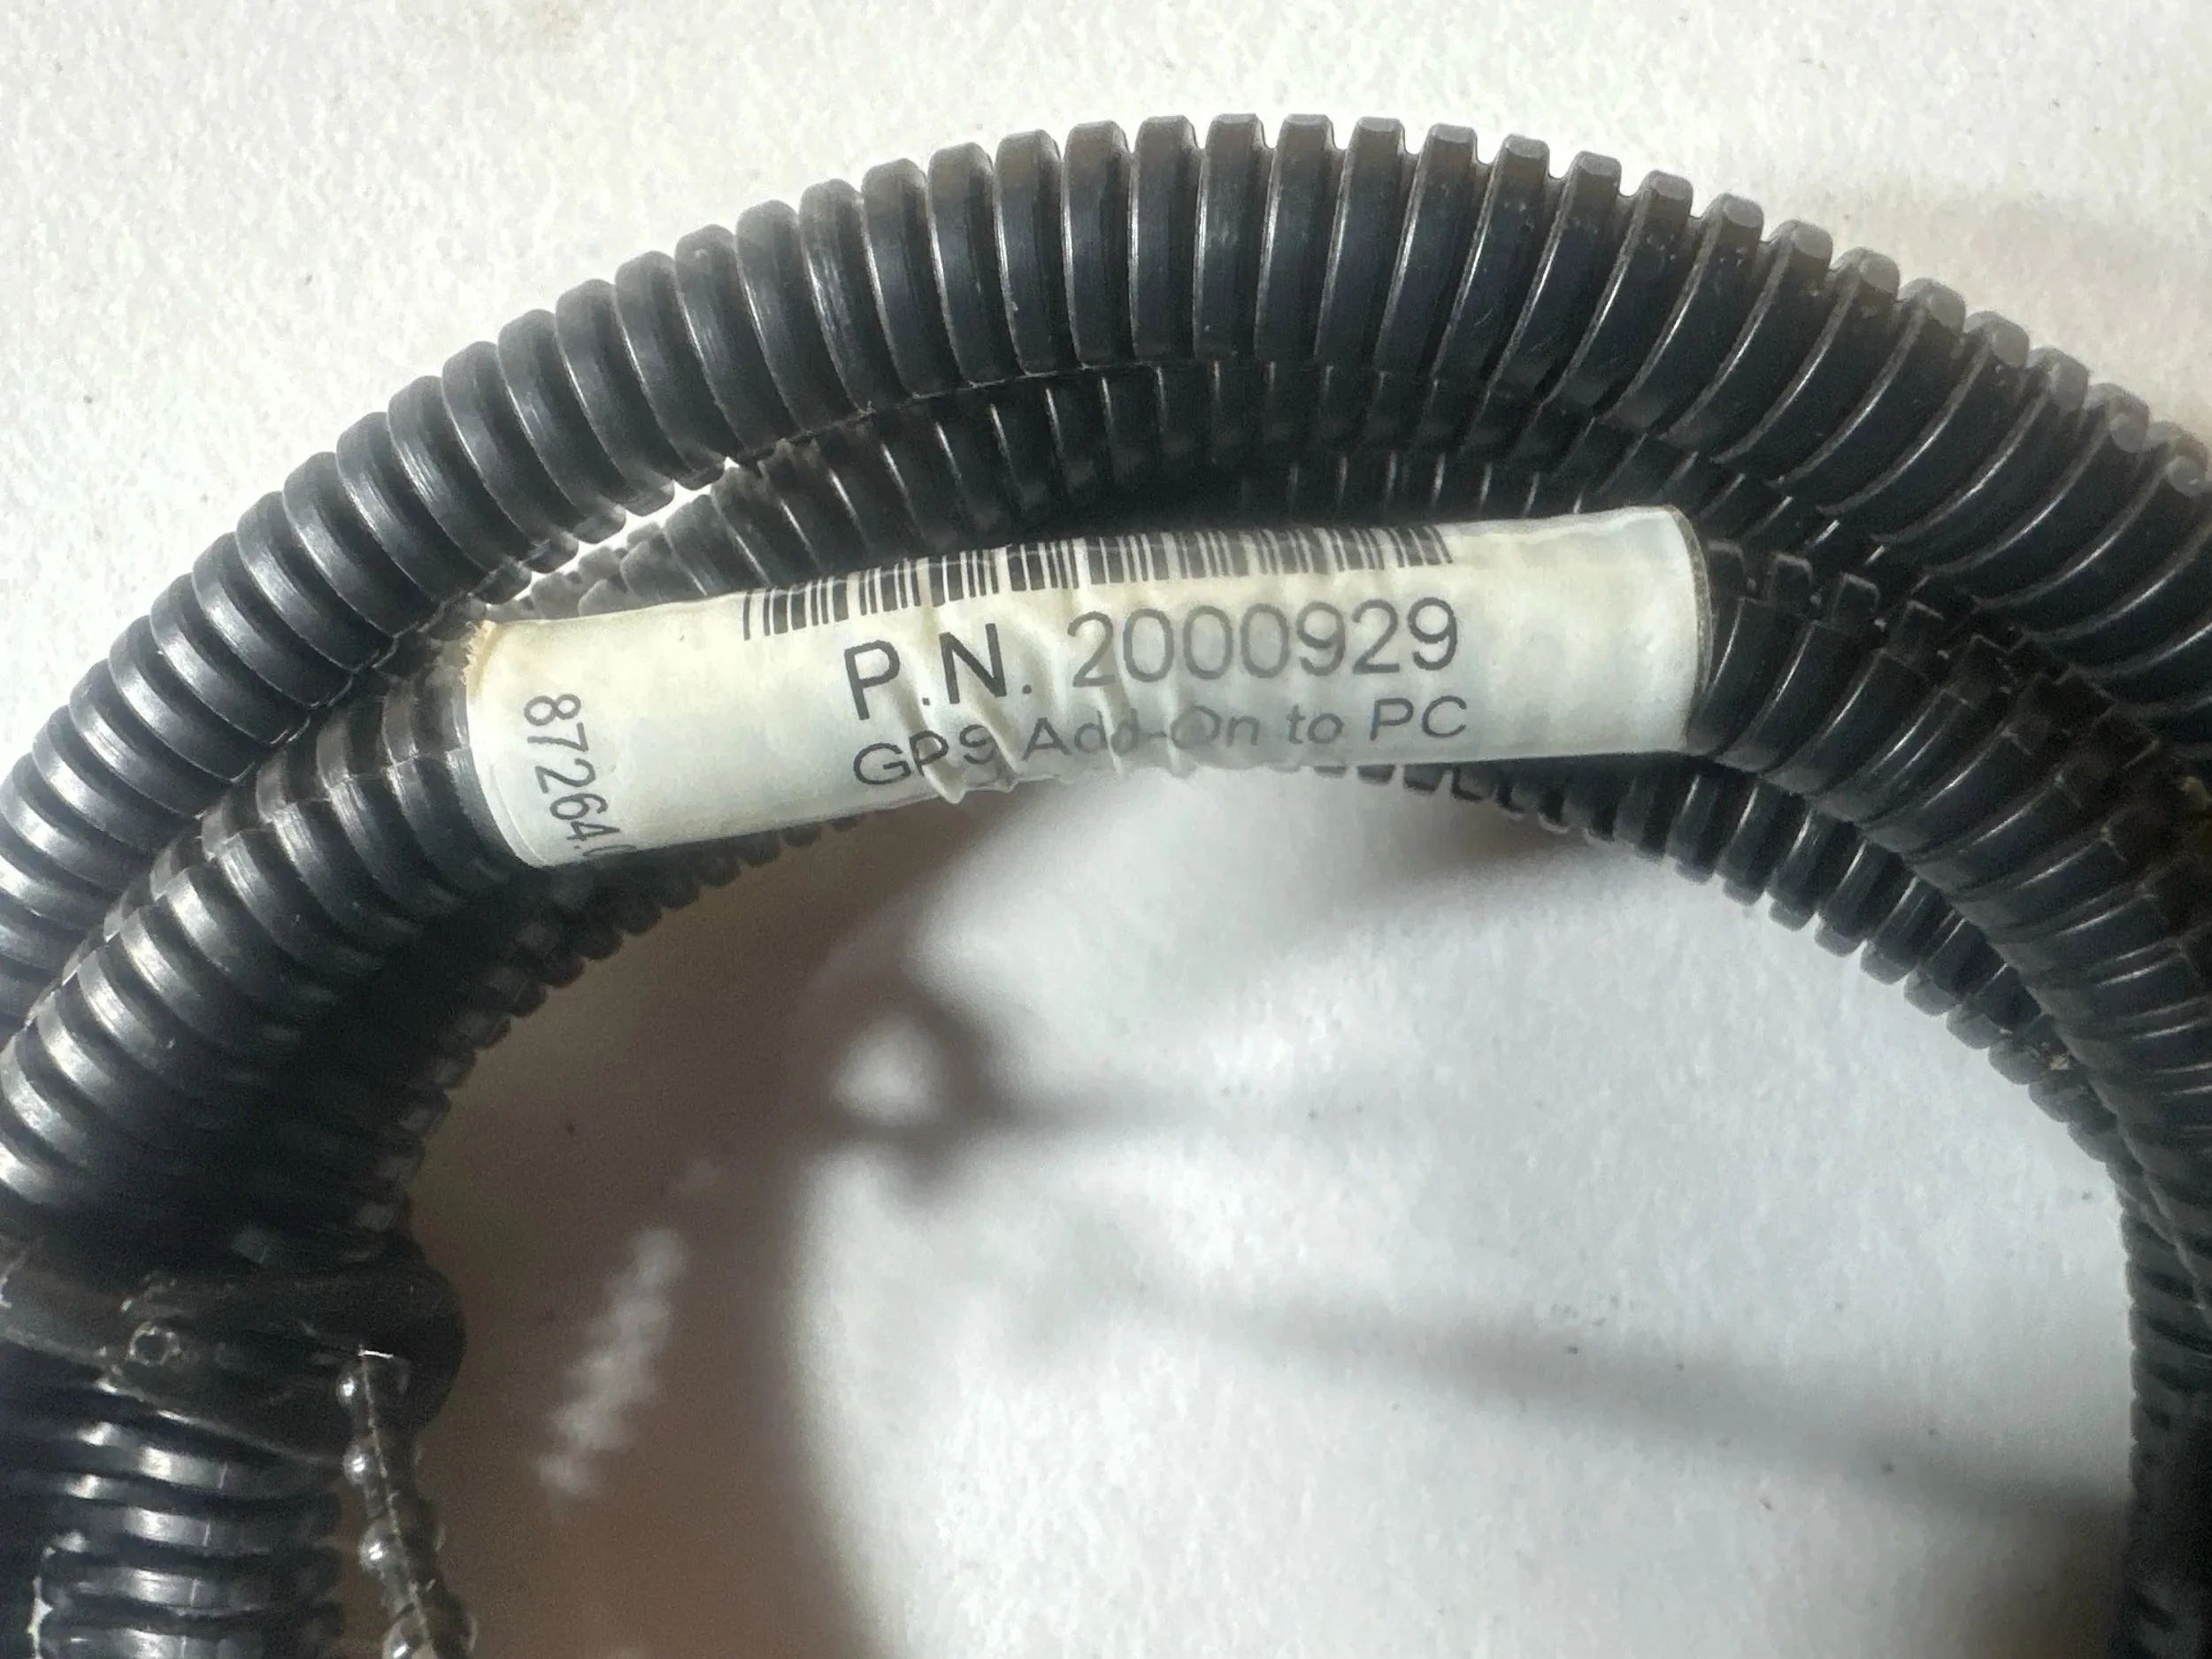 P.N. 2000929
GPS Add-On to PC
87264.